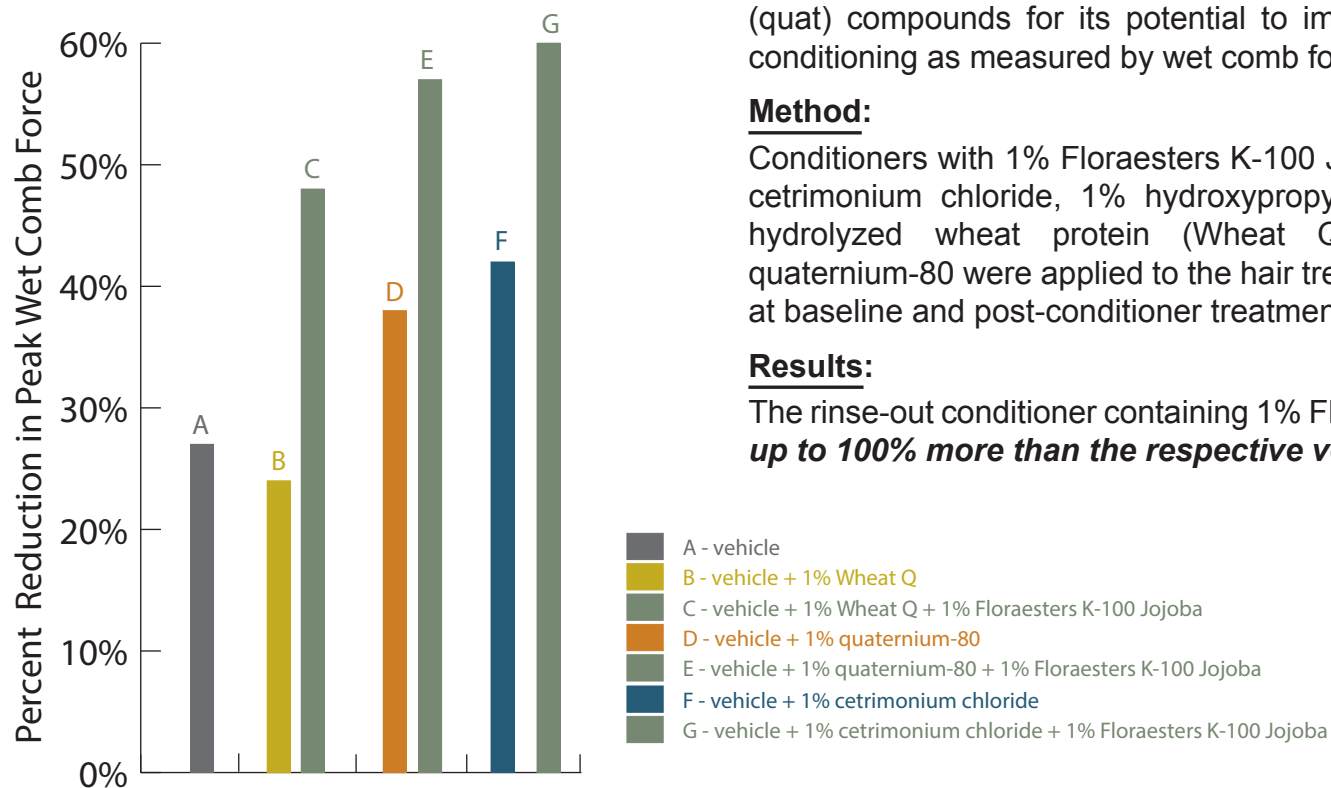 (quat) compounds for its potential to im
conditioning as measured by wet comb fo
Method:
Conditioners with 1% Floraesters K-100 J
cetrimonium chloride, 1% hydroxypropy
hydrolyzed wheat protein (Wheat Q
quaternium-80 were applied to the hair tre
at baseline and post-conditioner treatmen
Results:
The rinse-out conditioner containing 1% Fl
up to 100% more than the respective v
Percent Reduction in Peak Wet Comb Force
60%
50%
40%
30%
20%
10%
0%
A
B
C
D
E
F
G
A - vehicle
B - vehicle + 1% Wheat Q
C - vehicle + 1% Wheat Q + 1% Floraesters K-100 Jojoba
D - vehicle + 1% quaternium-80
E - vehicle + 1% quaternium-80 + 1% Floraesters K-100 Jojoba
F - vehicle + 1% cetrimonium chloride
G - vehicle + 1% cetrimonium chloride + 1% Floraesters K-100 Jojoba